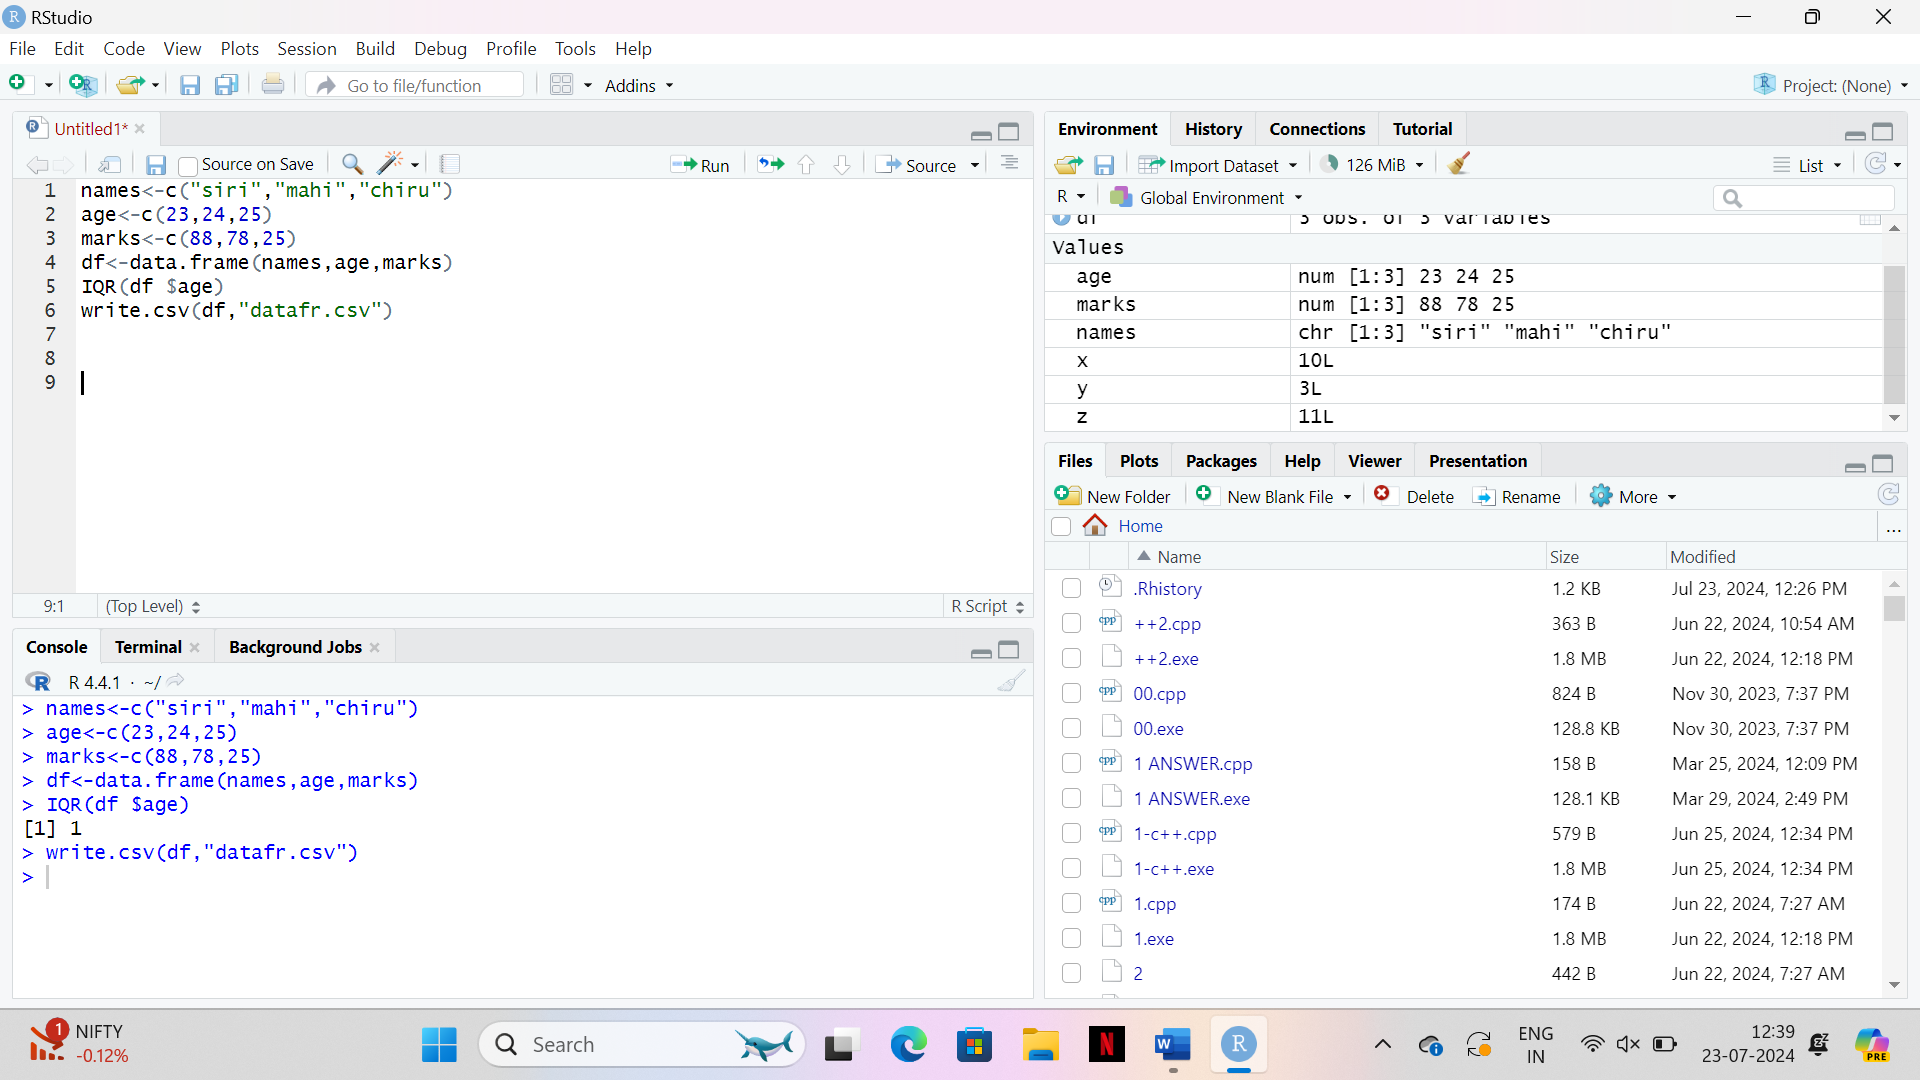 RStudio
File Edit Code View Plots Session Build Debug Profile Tools Help
Go to file/function Addins Project: (None)
Untitled1*
Source on Save Run Source
1 names<-c("siri","mahi","chiru")
2 age<-c(23,24,25)
3 marks<-c(88,78,25)
4 df<-data.frame(names,age,marks)
5 IQR(df $age)
6 write.csv(df,"datafr.csv")
7
8
9
9:1 (Top Level) R Script
Console Terminal Background Jobs
R 4.4.1 · ~/
> names<-c("siri","mahi","chiru")
> age<-c(23,24,25)
> marks<-c(88,78,25)
> df<-data.frame(names,age,marks)
> IQR(df $age)
[1] 1
> write.csv(df,"datafr.csv")
>
Environment History Connections Tutorial
Import Dataset 126 MiB List
R Global Environment
df 3 obs. of 3 variables
Values
age num [1:3] 23 24 25
marks num [1:3] 88 78 25
names chr [1:3] "siri" "mahi" "chiru"
x 10L
y 3L
z 11L
Files Plots Packages Help Viewer Presentation
New Folder New Blank File Delete Rename More
Home ...
Name Size Modified
.Rhistory 1.2 KB Jul 23, 2024, 12:26 PM
++2.cpp 363 B Jun 22, 2024, 10:54 AM
++2.exe 1.8 MB Jun 22, 2024, 12:18 PM
00.cpp 824 B Nov 30, 2023, 7:37 PM
00.exe 128.8 KB Nov 30, 2023, 7:37 PM
1 ANSWER.cpp 158 B Mar 25, 2024, 12:09 PM
1 ANSWER.exe 128.1 KB Mar 29, 2024, 2:49 PM
1-c++.cpp 579 B Jun 25, 2024, 12:34 PM
1-c++.exe 1.8 MB Jun 25, 2024, 12:34 PM
1.cpp 174 B Jun 22, 2024, 7:27 AM
1.exe 1.8 MB Jun 22, 2024, 12:18 PM
2 442 B Jun 22, 2024, 7:27 AM
1 NIFTY
-0.12%
Search
ENG
IN
12:39
23-07-2024
PRE